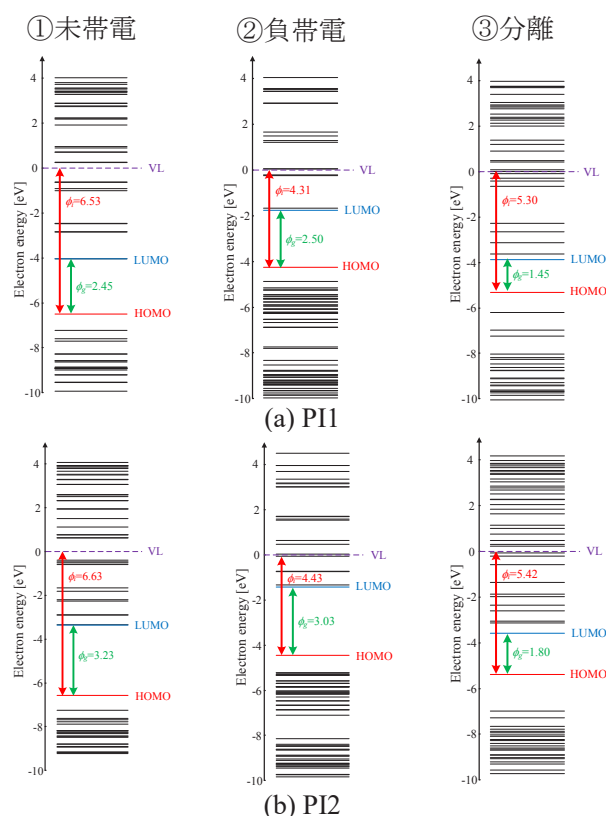 ①未帯電
②負帯電
③分離
Electron energy [eV]
4
2
0
-2
-4
-6
-8
-10
VL
ϕi=6.53
LUMO
ϕg=2.45
HOMO
Electron energy [eV]
4
2
0
-2
-4
-6
-8
-10
VL
ϕi=4.31
LUMO
ϕg=2.50
HOMO
Electron energy [eV]
4
2
0
-2
-4
-6
-8
-10
VL
ϕi=5.30
LUMO
ϕg=1.45
HOMO
(a) PI1
Electron energy [eV]
4
2
0
-2
-4
-6
-8
-10
VL
ϕi=6.63
LUMO
ϕg=3.23
HOMO
Electron energy [eV]
4
2
0
-2
-4
-6
-8
-10
VL
ϕi=4.43
LUMO
ϕg=3.03
HOMO
Electron energy [eV]
4
2
0
-2
-4
-6
-8
-10
VL
ϕi=5.42
LUMO
ϕg=1.80
HOMO
(b) PI2